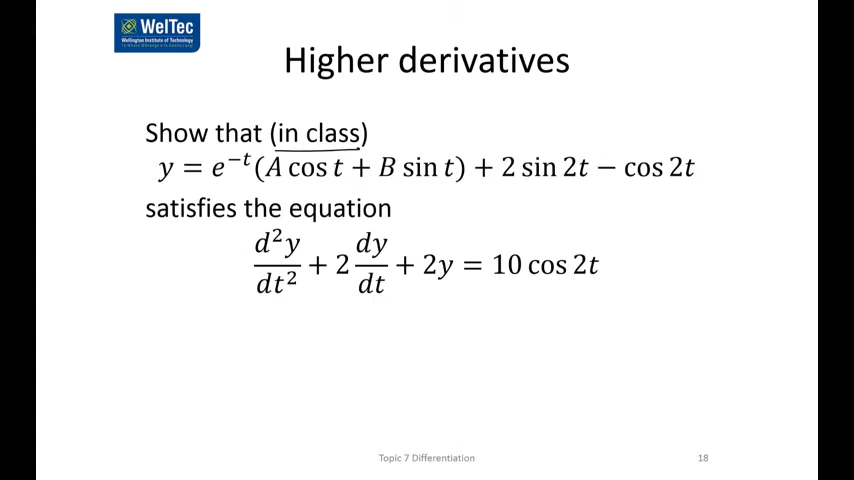 WelTec
Wellington Institute of Technology
Higher derivatives
Show that (in class)
y = e^{−t}(A cos t + B sin t) + 2 sin 2t − cos 2t
satisfies the equation
d²y/dt² + 2 dy/dt + 2y = 10 cos 2t
Topic 7 Differentiation
18